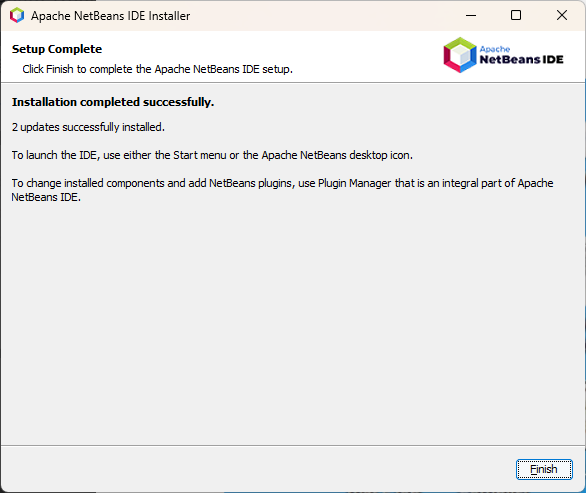 Apache NetBeans IDE Installer
Setup Complete
Click Finish to complete the Apache NetBeans IDE setup.
Apache
NetBeans IDE
Installation completed successfully.
2 updates successfully installed.
To launch the IDE, use either the Start menu or the Apache NetBeans desktop icon.
To change installed components and add NetBeans plugins, use Plugin Manager that is an integral part of Apache
NetBeans IDE.
Finish